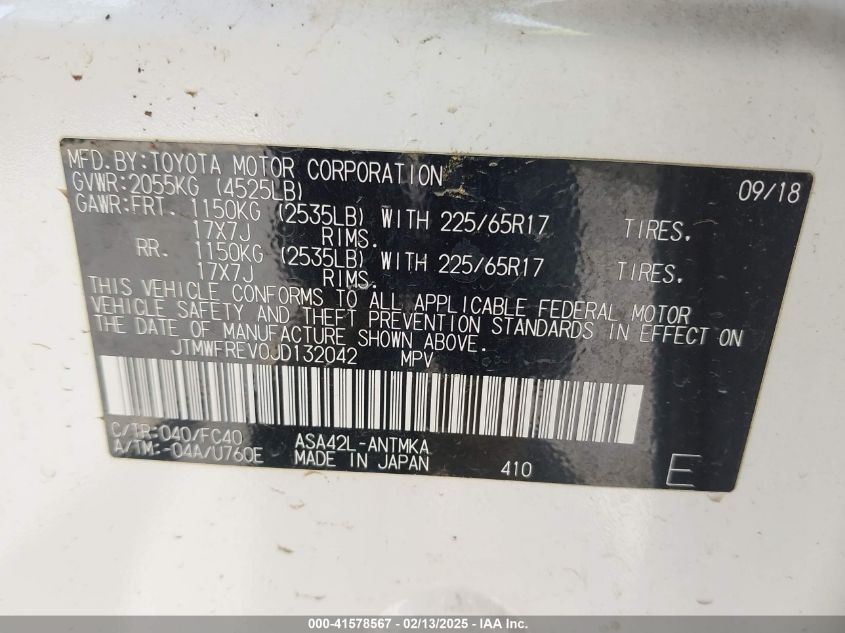 MFD.BY:TOYOTA MOTOR CORPORATION 09/18
GVWR:2055KG (4525LB)
GAWR:FRT. 1150KG (2535LB) WITH 225/65R17 TIRES.
17X7J RIMS.
RR. 1150KG (2535LB) WITH 225/65R17 TIRES.
17X7J RIMS.
THIS VEHICLE CONFORMS TO ALL APPLICABLE FEDERAL MOTOR
VEHICLE SAFETY AND THEFT PREVENTION STANDARDS IN EFFECT ON
THE DATE OF MANUFACTURE SHOWN ABOVE.
JTMWFREV0JD132042 MPV
C/TR:040/FC40 ASA42L-ANTMKA
A/TM:-04A/U760E MADE IN JAPAN 410 E
000-41578567 - 02/13/2025 - IAA Inc.